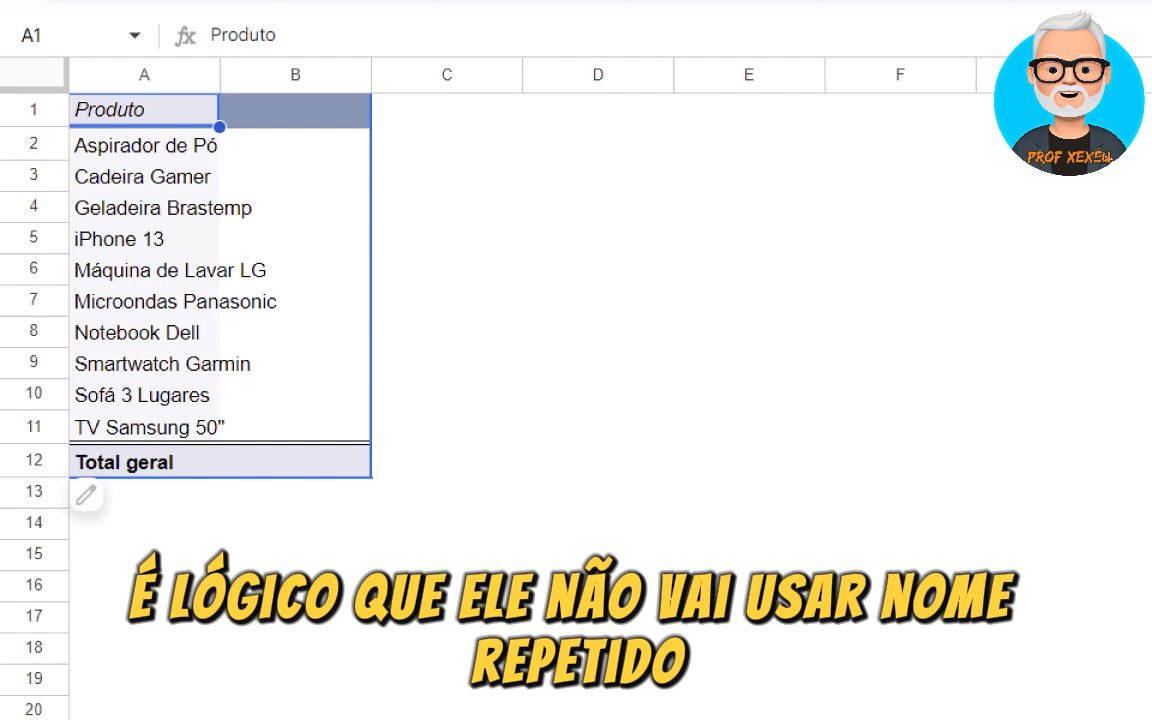 A1 fx Produto
A B C D E F
1 Produto
2 Aspirador de Pó
3 Cadeira Gamer
4 Geladeira Brastemp
5 iPhone 13
6 Máquina de Lavar LG
7 Microondas Panasonic
8 Notebook Dell
9 Smartwatch Garmin
10 Sofá 3 Lugares
11 TV Samsung 50"
12 Total geral
13
14
15
16
17
18
19
20
PROF XEXÉU
É LÓGICO QUE ELE NÃO VAI USAR NOME
REPETIDO